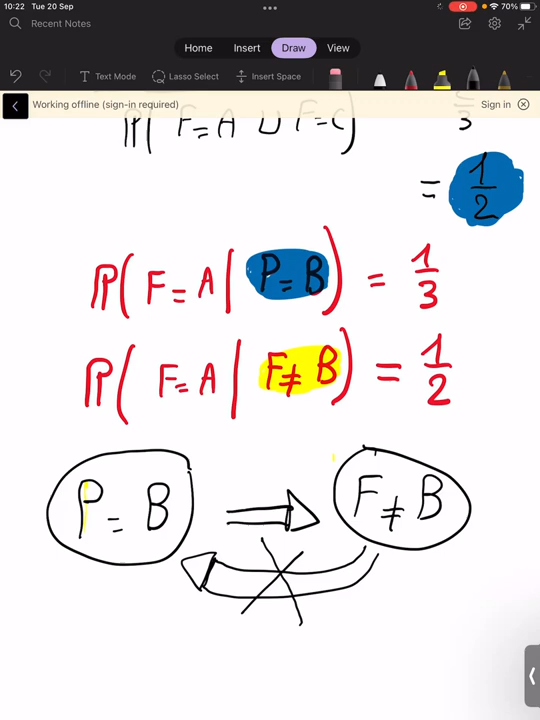 10:22 Tue 20 Sep 70%
Recent Notes
Home Insert Draw View
Text Mode Lasso Select Insert Space
Working offline (sign-in required) Sign in
P( F=A ∪ F=C) 3
= 1/2
P( F=A | P=B) = 1/3
P( F=A | F≠B) = 1/2
P=B ⇒ F≠B